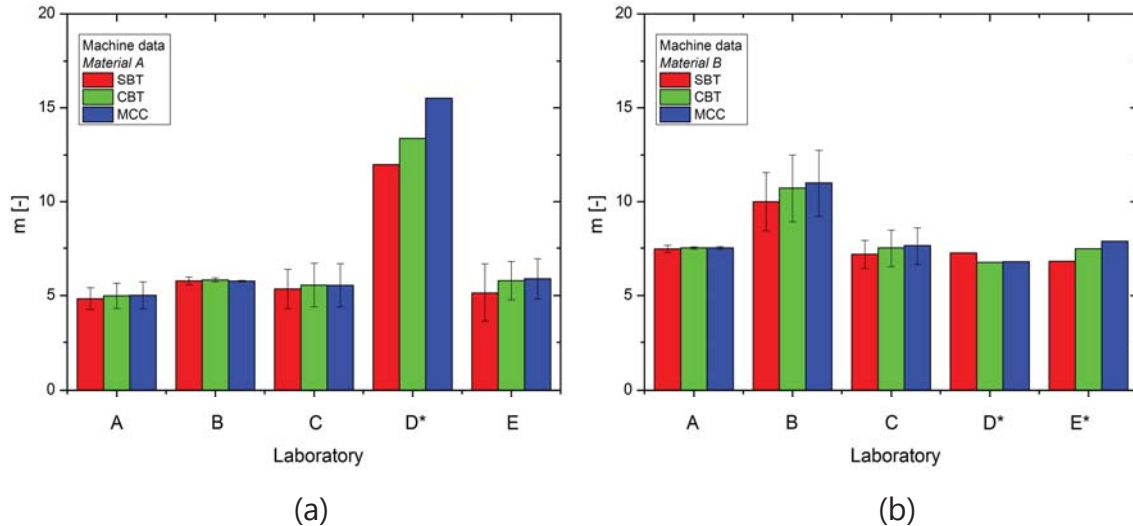 20
15
10
5
0
m [-]
Machine data
Material A
SBT
CBT
MCC
A B C D* E
Laboratory
(a)
20
15
10
5
0
m [-]
Machine data
Material B
SBT
CBT
MCC
A B C D* E*
Laboratory
(b)